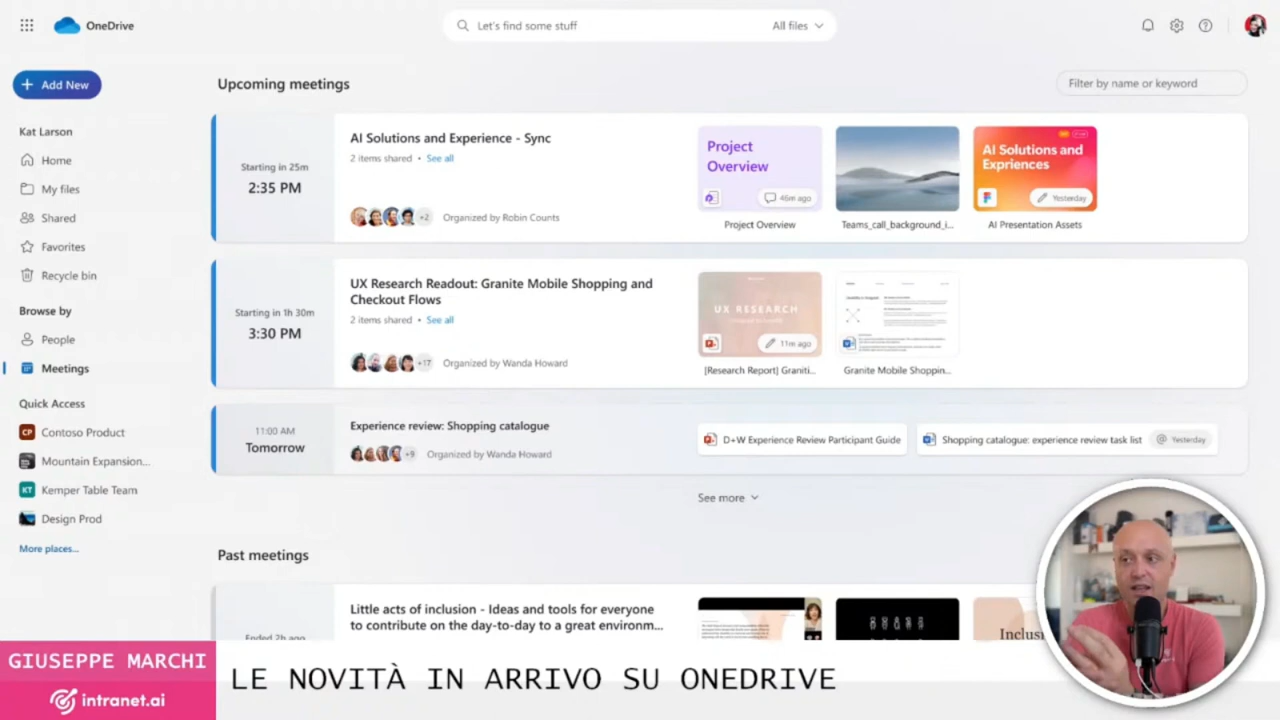 OneDrive
Let's find some stuff
All files
Add New
Upcoming meetings
Filter by name or keyword
Kat Larson
Home
My files
Shared
Favorites
Recycle bin
Browse by
People
Meetings
Quick Access
CP Contoso Product
Mountain Expansion...
KT Kemper Table Team
Design Prod
More places...
Starting in 25m
2:35 PM
AI Solutions and Experience - Sync
2 items shared • See all
+2 Organized by Robin Counts
Project
Overview
46m ago
Project Overview
Teams_call_background_i...
AI Solutions and
Expriences
Yesterday
AI Presentation Assets
Starting in 1h 30m
3:30 PM
UX Research Readout: Granite Mobile Shopping and
Checkout Flows
2 items shared • See all
+17 Organized by Wanda Howard
UX RESEARCH
11m ago
[Research Report] Graniti...
Granite Mobile Shoppin...
11:00 AM
Tomorrow
Experience review: Shopping catalogue
+9 Organized by Wanda Howard
D+W Experience Review Participant Guide
Shopping catalogue: experience review task list @ Yesterday
See more
Past meetings
Ended 2h ago
Little acts of inclusion - Ideas and tools for everyone
to contribute on the day-to-day to a great environm...
GIUSEPPE MARCHI
intranet.ai
LE NOVITÀ IN ARRIVO SU ONEDRIVE